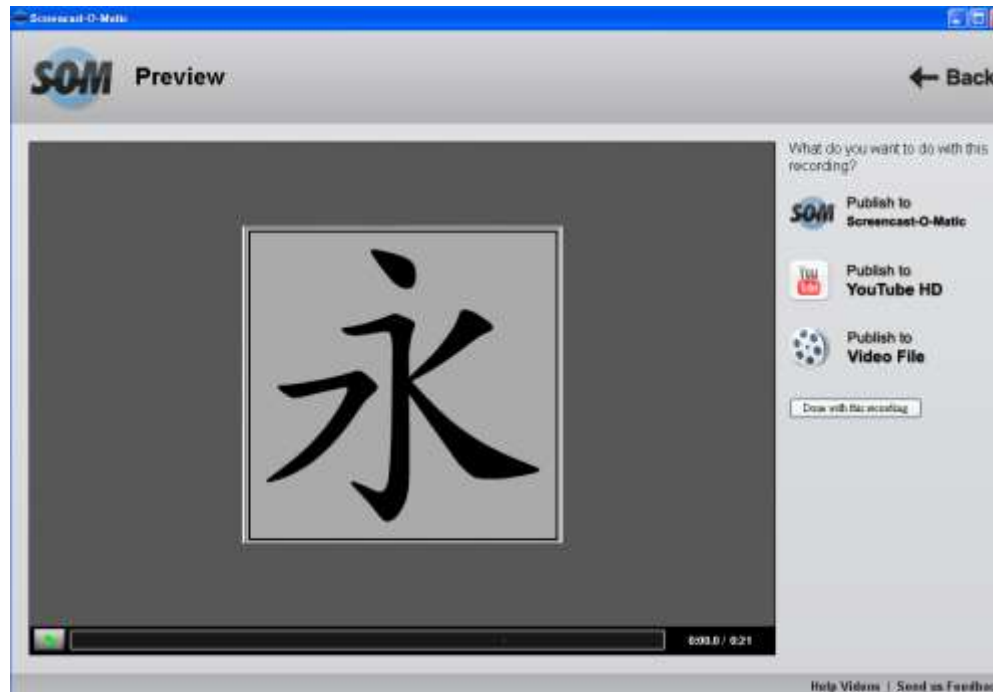 Screencast-O-Matic
SOM
Preview
Back
What do you want to do with this
recording?
永
SOM
Publish to
Screencast-O-Matic
You
Tube
Publish to
YouTube HD
Publish to
Video File
Done with this recording
0:00.0 / 0:21
Help Videos | Send us Feedbac